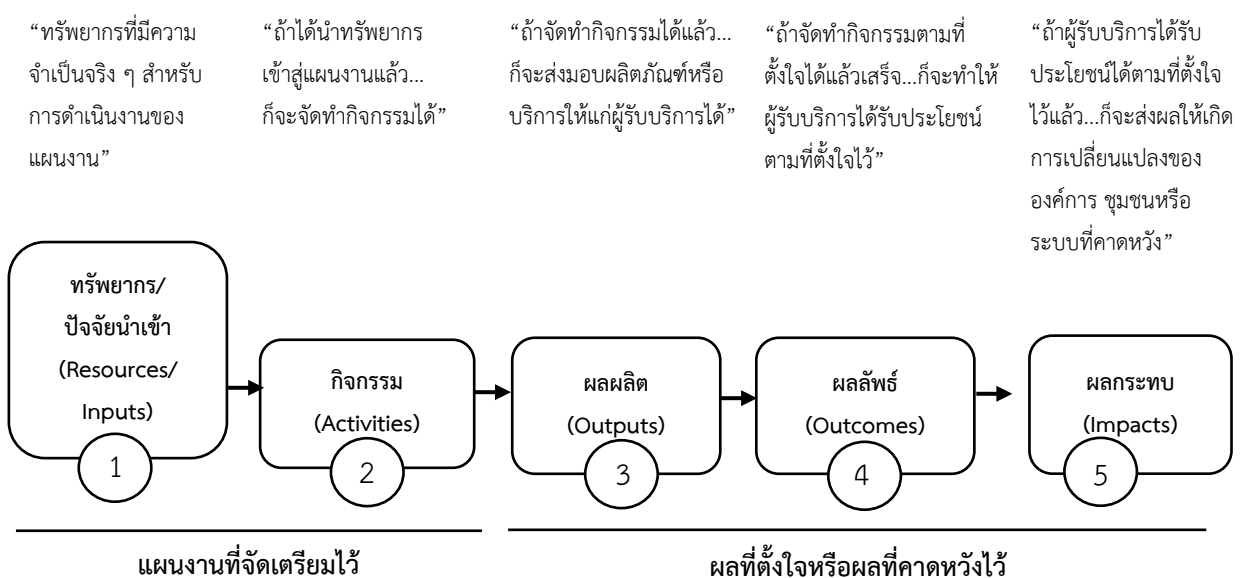 “ทรัพยากรที่มีความ
จำเป็นจริง ๆ สำหรับ
การดำเนินงานของ
แผนงาน”
“ถ้าได้นำทรัพยากร
เข้าสู่แผนงานแล้ว...
ก็จะจัดทำกิจกรรมได้”
“ถ้าจัดทำกิจกรรมได้แล้ว...
ก็จะส่งมอบผลิตภัณฑ์หรือ
บริการให้แก่ผู้รับบริการได้”
“ถ้าจัดทำกิจกรรมตามที่
ตั้งใจได้แล้วเสร็จ...ก็จะทำให้
ผู้รับบริการได้รับประโยชน์
ตามที่ตั้งใจไว้”
“ถ้าผู้รับบริการได้รับ
ประโยชน์ได้ตามที่ตั้งใจ
ไว้แล้ว...ก็จะส่งผลให้เกิด
การเปลี่ยนแปลงของ
องค์การ ชุมชนหรือ
ระบบที่คาดหวัง”
ทรัพยากร/
ปัจจัยนำเข้า
(Resources/
Inputs)
1
กิจกรรม
(Activities)
2
ผลผลิต
(Outputs)
3
ผลลัพธ์
(Outcomes)
4
ผลกระทบ
(Impacts)
5
แผนงานที่จัดเตรียมไว้
ผลที่ตั้งใจหรือผลที่คาดหวังไว้